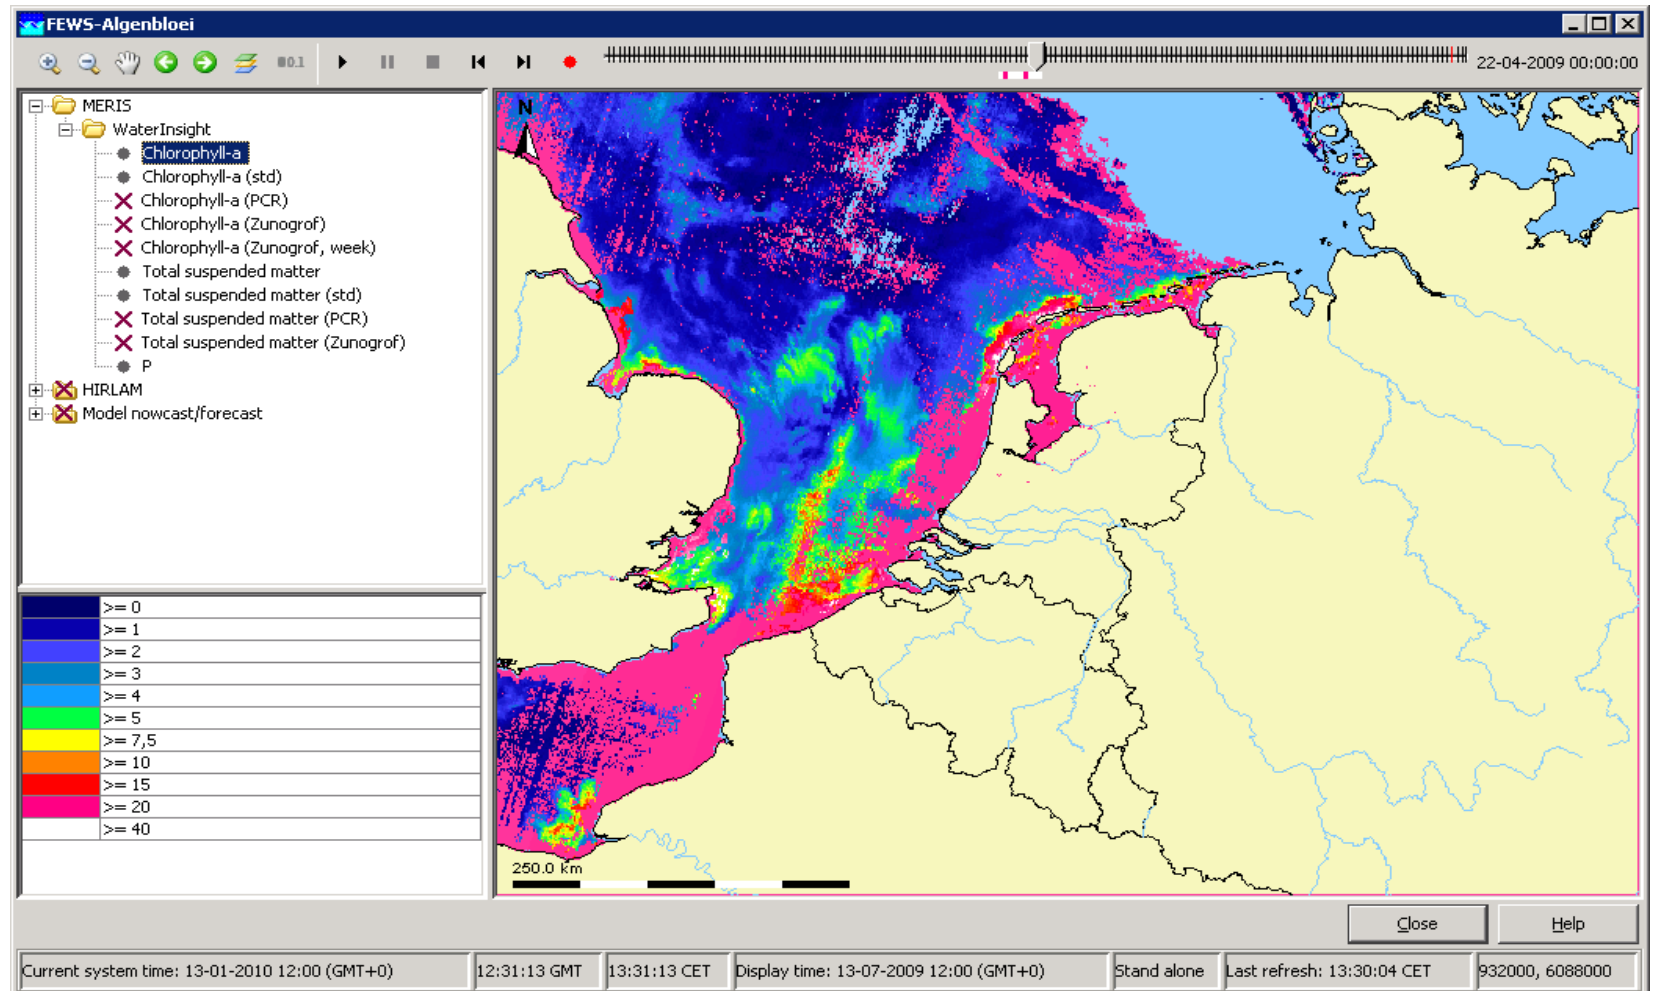 FEWS-Algenbloei
0.1
22-04-2009 00:00:00
MERIS
WaterInsight
Chlorophyll-a
Chlorophyll-a (std)
Chlorophyll-a (PCR)
Chlorophyll-a (Zunogrof)
Chlorophyll-a (Zunogrof, week)
Total suspended matter
Total suspended matter (std)
Total suspended matter (PCR)
Total suspended matter (Zunogrof)
P
HIRLAM
Model nowcast/forecast
>= 0
>= 1
>= 2
>= 3
>= 4
>= 5
>= 7,5
>= 10
>= 15
>= 20
>= 40
N
250.0 km
Close
Help
Current system time: 13-01-2010 12:00 (GMT+0)
12:31:13 GMT
13:31:13 CET
Display time: 13-07-2009 12:00 (GMT+0)
Stand alone
Last refresh: 13:30:04 CET
932000, 6088000